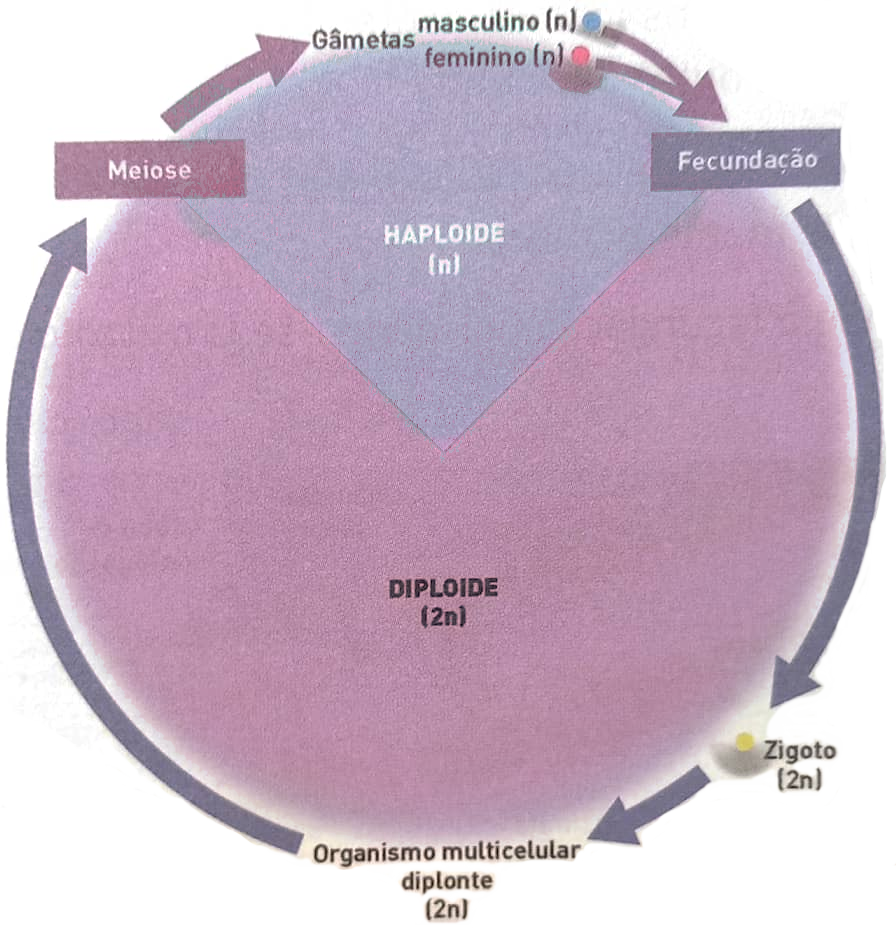 Gâmetas masculino (n)
feminino (n)
Meiose
Fecundação
HAPLOIDE
(n)
DIPLOIDE
(2n)
Zigoto
(2n)
Organismo multicelular
diplonte
(2n)